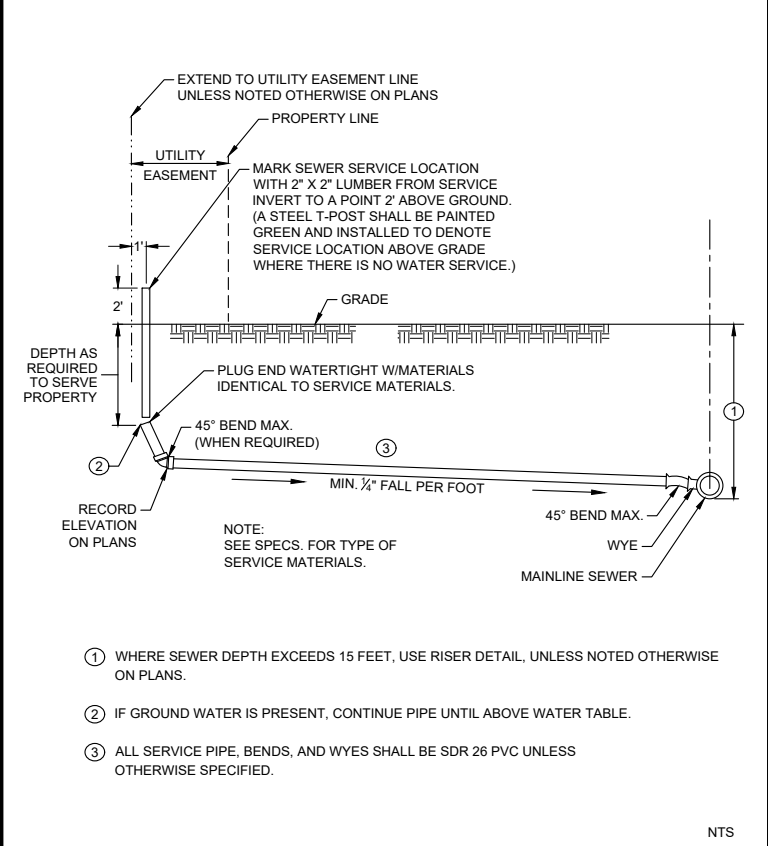 EXTEND TO UTILITY EASEMENT LINE
UNLESS NOTED OTHERWISE ON PLANS
PROPERTY LINE
UTILITY
EASEMENT
MARK SEWER SERVICE LOCATION
WITH 2" X 2" LUMBER FROM SERVICE
INVERT TO A POINT 2' ABOVE GROUND.
(A STEEL T-POST SHALL BE PAINTED
GREEN AND INSTALLED TO DENOTE
SERVICE LOCATION ABOVE GRADE
WHERE THERE IS NO WATER SERVICE.)
1'
2'
GRADE
DEPTH AS
REQUIRED
TO SERVE
PROPERTY
PLUG END WATERTIGHT W/MATERIALS
IDENTICAL TO SERVICE MATERIALS.
1
45° BEND MAX.
(WHEN REQUIRED)
3
2
MIN. ¼" FALL PER FOOT
RECORD
ELEVATION
ON PLANS
45° BEND MAX.
WYE
MAINLINE SEWER
NOTE:
SEE SPECS. FOR TYPE OF
SERVICE MATERIALS.
1 WHERE SEWER DEPTH EXCEEDS 15 FEET, USE RISER DETAIL, UNLESS NOTED OTHERWISE
ON PLANS.
2 IF GROUND WATER IS PRESENT, CONTINUE PIPE UNTIL ABOVE WATER TABLE.
3 ALL SERVICE PIPE, BENDS, AND WYES SHALL BE SDR 26 PVC UNLESS
OTHERWISE SPECIFIED.
NTS